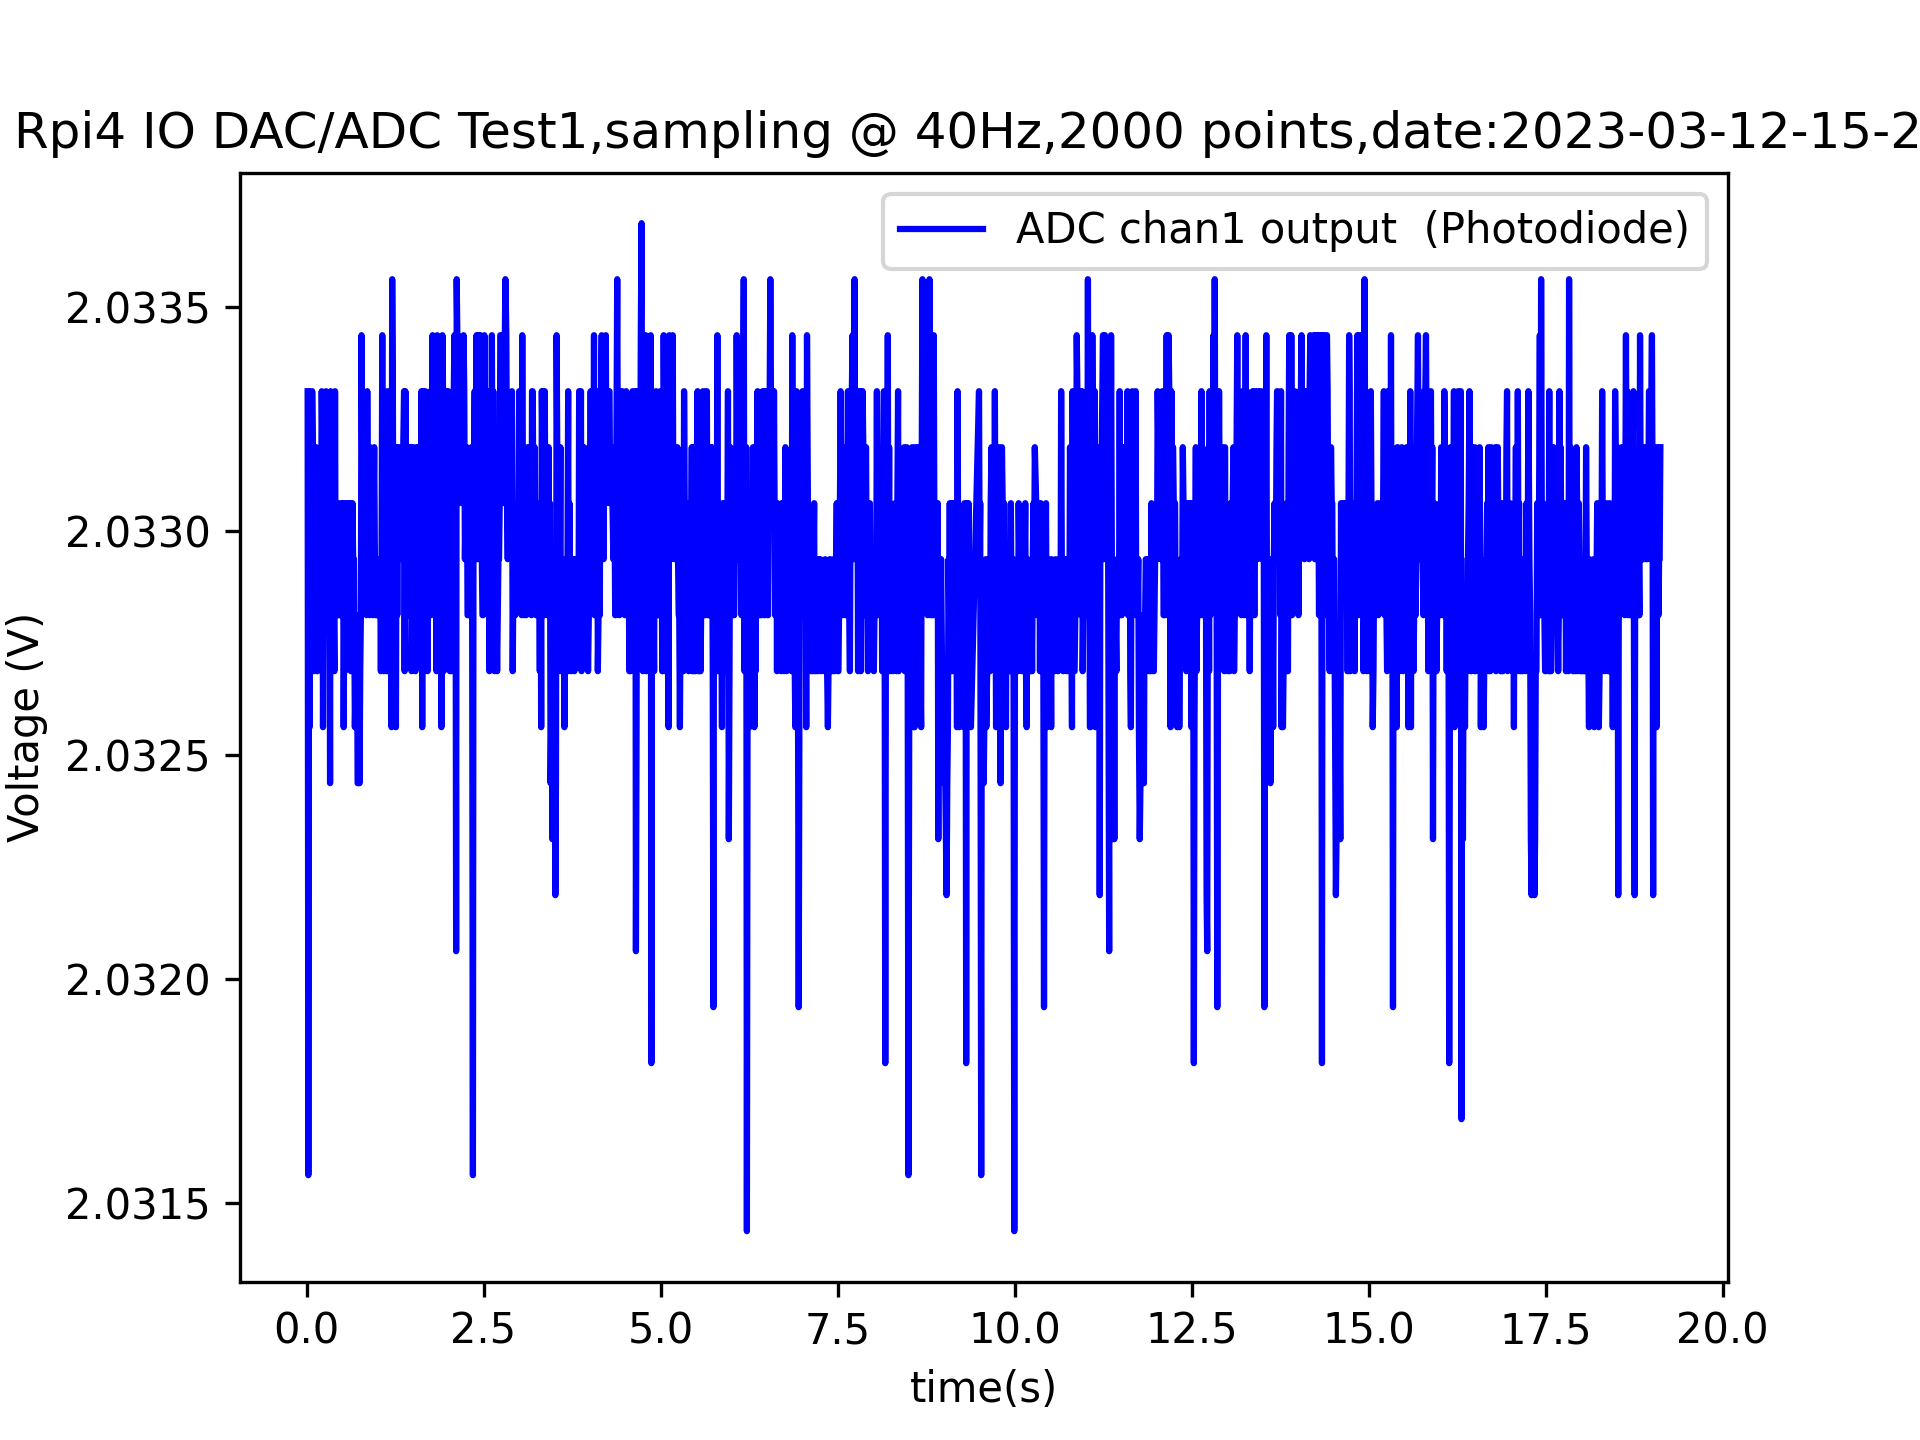 Rpi4 IO DAC/ADC Test1,sampling @ 40Hz,2000 points,date:2023-03-12-15-2
ADC chan1 output  (Photodiode)
Voltage (V)
2.0335
2.0330
2.0325
2.0320
2.0315
0.0 2.5 5.0 7.5 10.0 12.5 15.0 17.5 20.0
time(s)